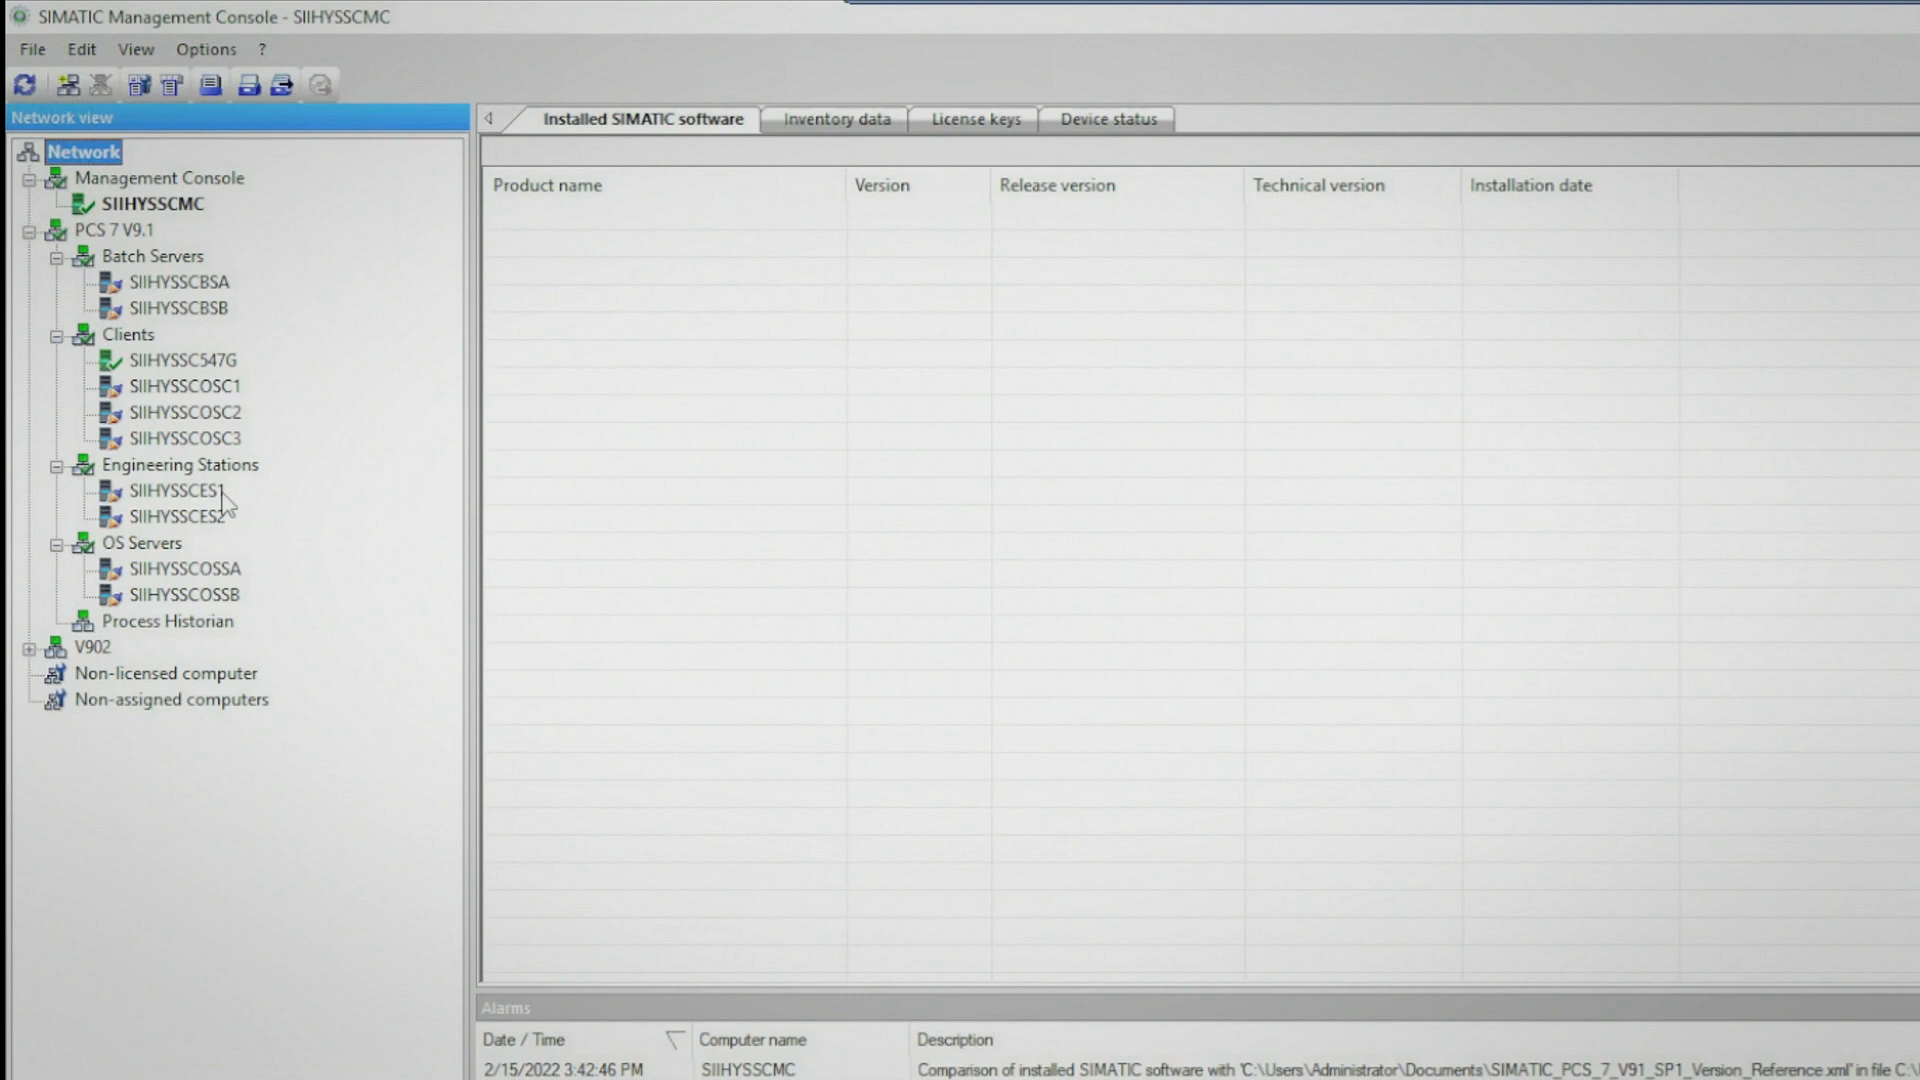 SIMATIC Management Console - SIIHYSSCMC
File Edit View Options ?
Network view
Installed SIMATIC software Inventory data License keys Device status
Network
Management Console
SIIHYSSCMC
PCS 7 V9.1
Batch Servers
SIIHYSSCBSA
SIIHYSSCBSB
Clients
SIIHYSSC547G
SIIHYSSCOSC1
SIIHYSSCOSC2
SIIHYSSCOSC3
Engineering Stations
SIIHYSSCES1
SIIHYSSCES2
OS Servers
SIIHYSSCOSSA
SIIHYSSCOSSB
Process Historian
V902
Non-licensed computer
Non-assigned computers
Product name Version Release version Technical version Installation date
Alarms
Date / Time Computer name Description
2/15/2022 3:42:46 PM SIIHYSSCMC Comparison of installed SIMATIC software with 'C:\Users\Administrator\Documents\SIMATIC_PCS_7_V91_SP1_Version_Reference.xml' in file C:\